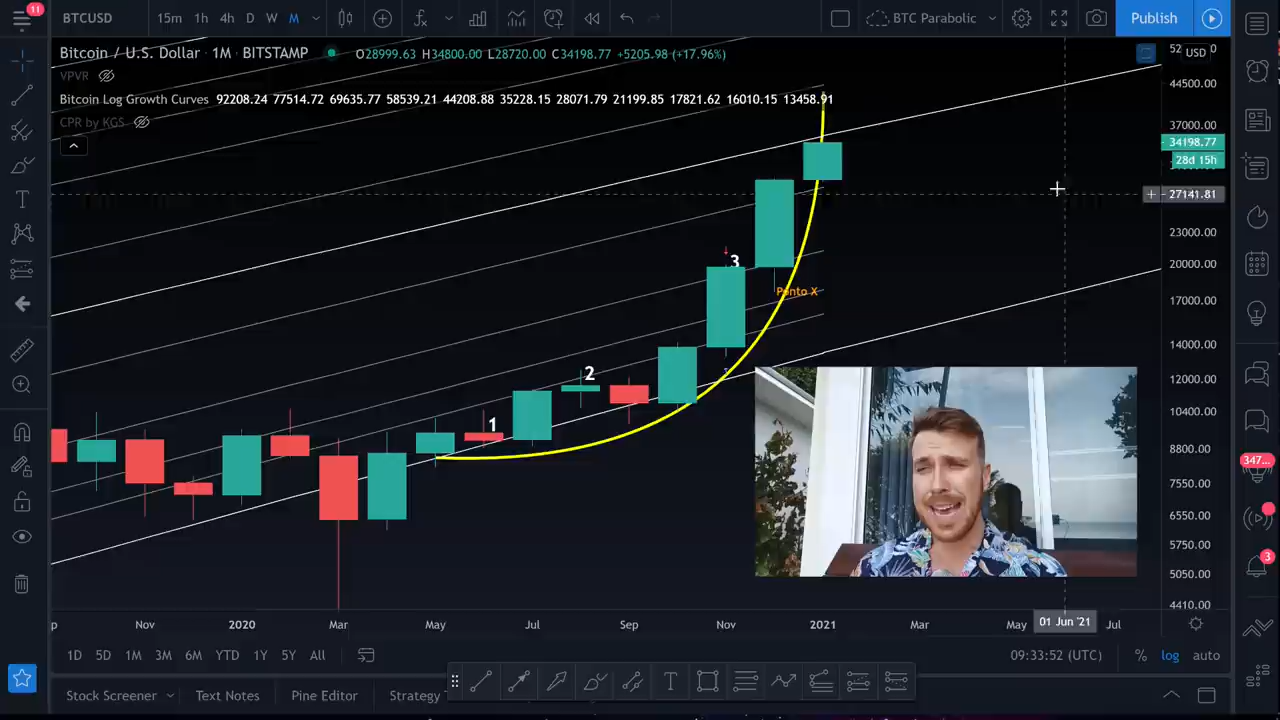 11
BTCUSD 15m 1h 4h D W M BTC Parabolic Publish
Bitcoin / U.S. Dollar · 1M · BITSTAMP O28999.63 H34800.00 L28720.00 C34198.77 +5205.98 (+17.96%)
VPVR
Bitcoin Log Growth Curves 92208.24 77514.72 69635.77 58539.21 44208.88 35228.15 28071.79 21199.85 17821.62 16010.15 13458.91
CPR by KGS
USD
44500.00
37000.00
34198.77
28d 15h
27141.81
23000.00
20000.00
17000.00
14000.00
12000.00
10400.00
8800.00
7550.00
6550.00
5750.00
5050.00
4410.00
3
Ponto X
2
1
347...
3
Nov 2020 Mar May Jul Sep Nov 2021 Mar May 01 Jun '21 Jul
1D 5D 1M 3M 6M YTD 1Y 5Y All 09:33:52 (UTC) % log auto
Stock Screener Text Notes Pine Editor Strategy